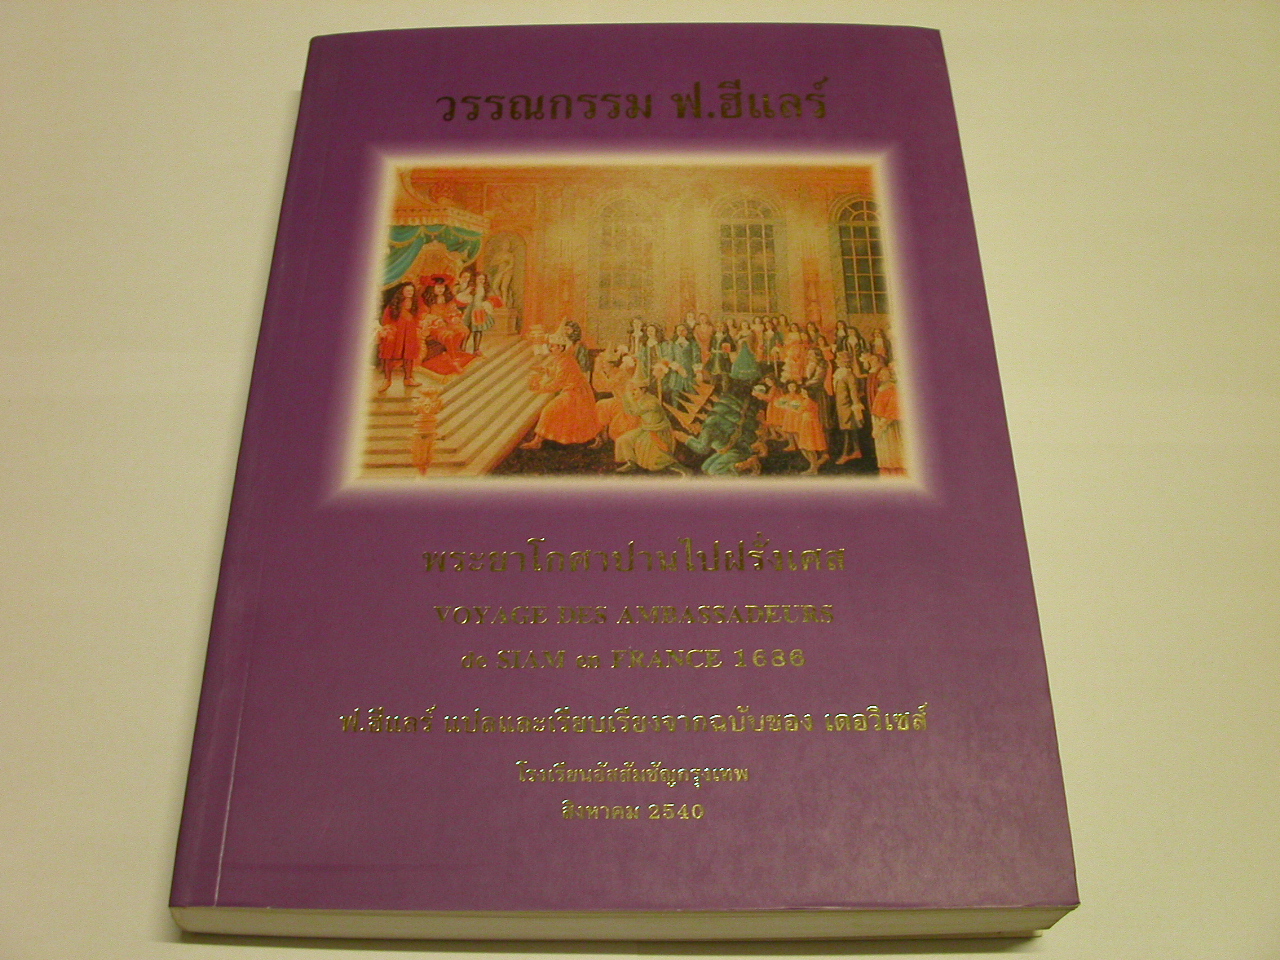 วรรณกรรม ฟ.ฮีแลร์
พระยาโกศาปานไปฝรั่งเศส
VOYAGE DES AMBASSADEURS
de SIAM en FRANCE 1686
ฟ.ฮีแลร์ แปลและเรียบเรียงจากฉบับของ เดอวิเซส์
โรงเรียนอัสสัมชัญกรุงเทพ
สิงหาคม 2540